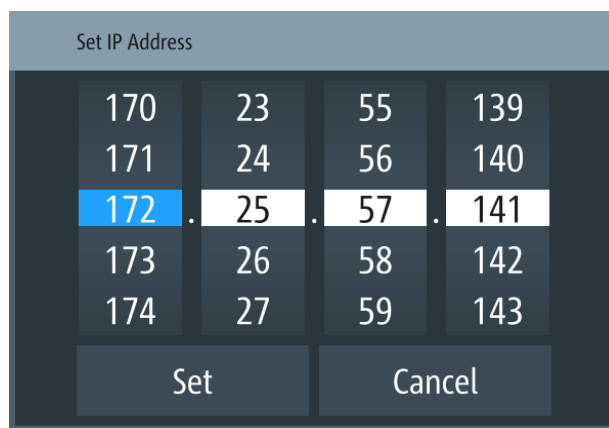 Set IP Address
170 23 55 139
171 24 56 140
172 . 25 . 57 . 141
173 26 58 142
174 27 59 143
Set Cancel